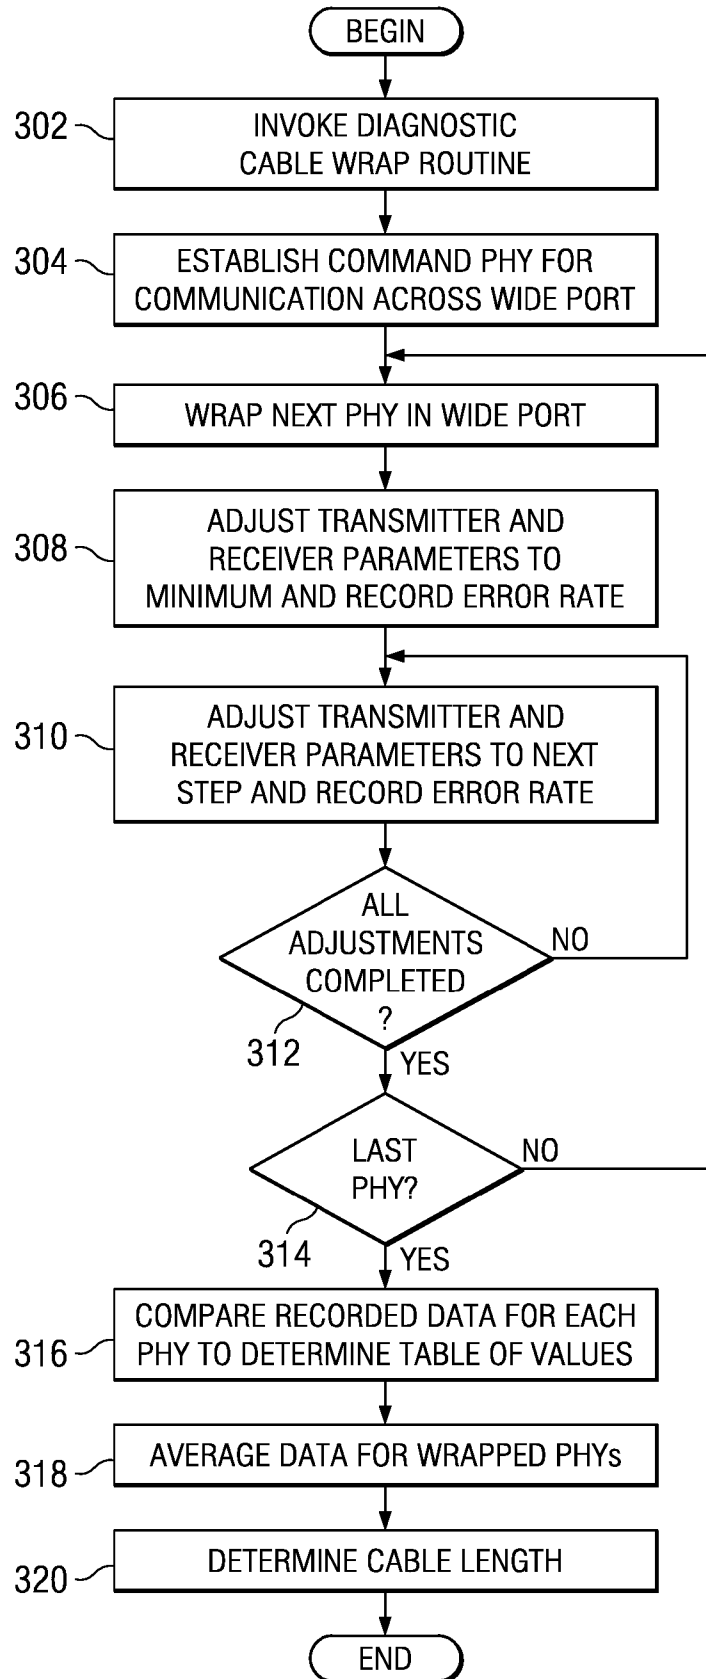 BEGIN
302
INVOKE DIAGNOSTIC
CABLE WRAP ROUTINE
304
ESTABLISH COMMAND PHY FOR
COMMUNICATION ACROSS WIDE PORT
306
WRAP NEXT PHY IN WIDE PORT
308
ADJUST TRANSMITTER AND
RECEIVER PARAMETERS TO
MINIMUM AND RECORD ERROR RATE
310
ADJUST TRANSMITTER AND
RECEIVER PARAMETERS TO NEXT
STEP AND RECORD ERROR RATE
ALL
ADJUSTMENTS
COMPLETED
?
NO
312
YES
LAST
PHY?
NO
314
YES
316
COMPARE RECORDED DATA FOR EACH
PHY TO DETERMINE TABLE OF VALUES
318
AVERAGE DATA FOR WRAPPED PHYs
320
DETERMINE CABLE LENGTH
END